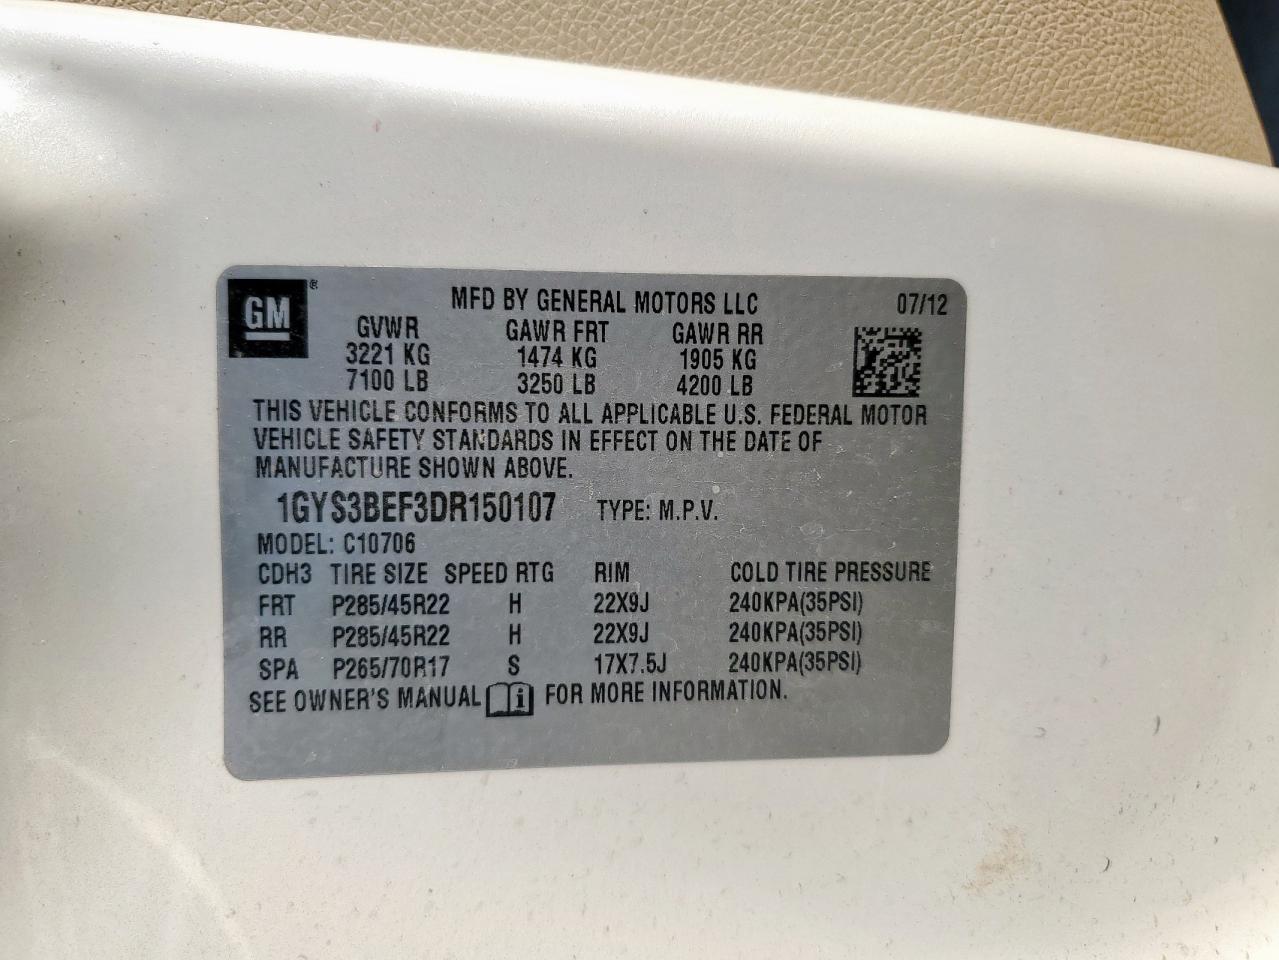 GM®
MFD BY GENERAL MOTORS LLC 07/12
GVWR GAWR FRT GAWR RR
3221 KG 1474 KG 1905 KG
7100 LB 3250 LB 4200 LB
THIS VEHICLE CONFORMS TO ALL APPLICABLE U.S. FEDERAL MOTOR
VEHICLE SAFETY STANDARDS IN EFFECT ON THE DATE OF
MANUFACTURE SHOWN ABOVE.
1GYS3BEF3DR150107 TYPE: M.P.V.
MODEL: C10706
CDH3 TIRE SIZE SPEED RTG RIM COLD TIRE PRESSURE
FRT P285/45R22 H 22X9J 240KPA(35PSI)
RR P285/45R22 H 22X9J 240KPA(35PSI)
SPA P265/70R17 S 17X7.5J 240KPA(35PSI)
SEE OWNER'S MANUAL i FOR MORE INFORMATION.